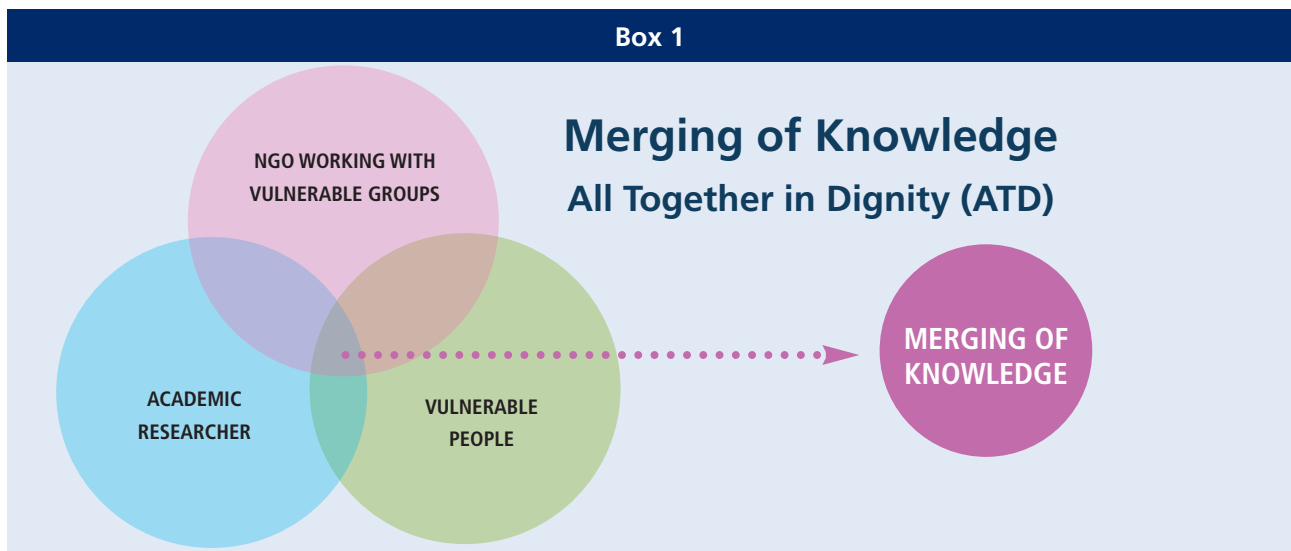 Box 1
Merging of Knowledge
All Together in Dignity (ATD)
NGO WORKING WITH
VULNERABLE GROUPS
ACADEMIC
RESEARCHER
VULNERABLE
PEOPLE
MERGING OF
KNOWLEDGE